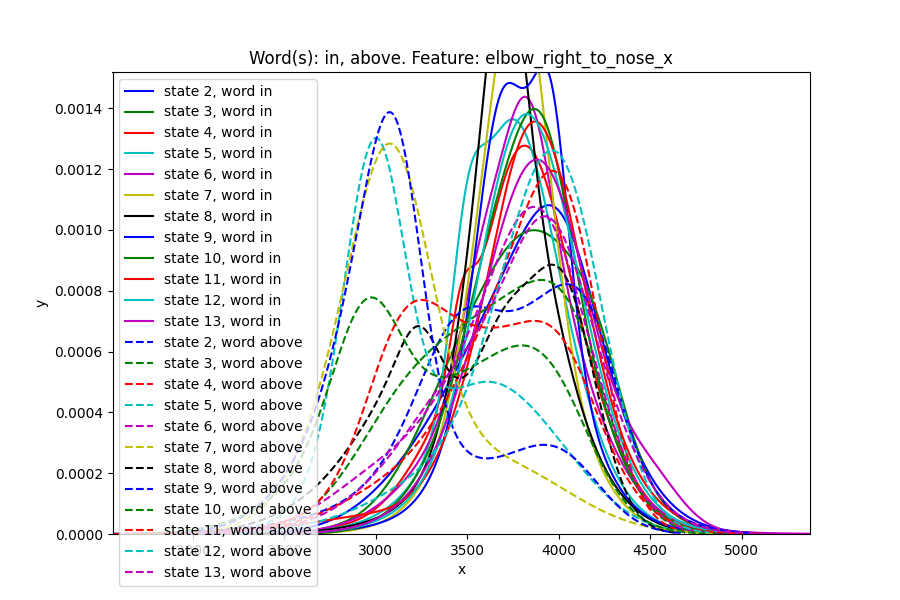 Word(s): in, above. Feature: elbow_right_to_nose_x
y
0.0014
0.0012
0.0010
0.0008
0.0006
0.0004
0.0002
0.0000
state 2, word in
state 3, word in
state 4, word in
state 5, word in
state 6, word in
state 7, word in
state 8, word in
state 9, word in
state 10, word in
state 11, word in
state 12, word in
state 13, word in
state 2, word above
state 3, word above
state 4, word above
state 5, word above
state 6, word above
state 7, word above
state 8, word above
state 9, word above
state 10, word above
state 11, word above
state 12, word above
state 13, word above
3000 3500 4000 4500 5000
x